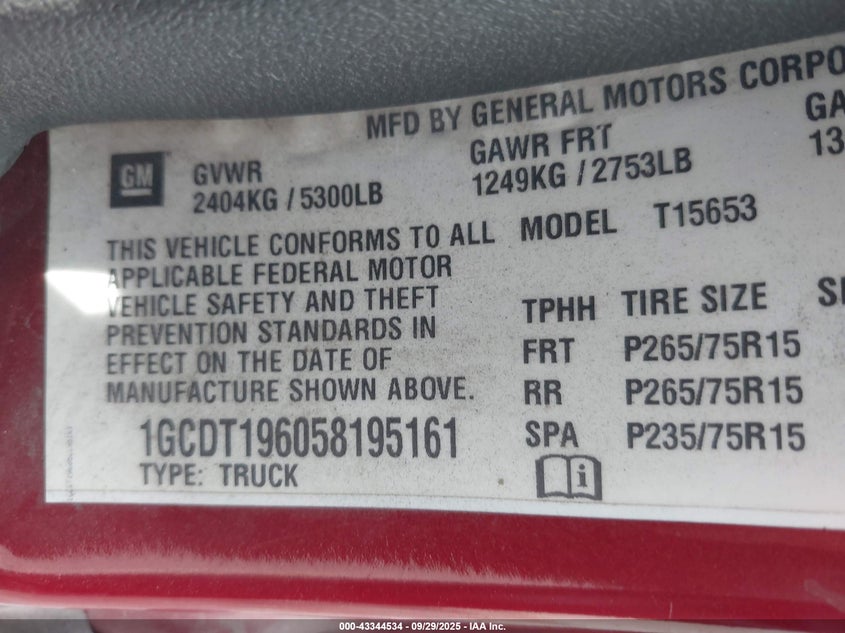 MFD BY GENERAL MOTORS CORPO
GM
GVWR
2404KG / 5300LB
GAWR FRT
1249KG / 2753LB
GA
13
THIS VEHICLE CONFORMS TO ALL
APPLICABLE FEDERAL MOTOR
VEHICLE SAFETY AND THEFT
PREVENTION STANDARDS IN
EFFECT ON THE DATE OF
MANUFACTURE SHOWN ABOVE.
1GCDT196058195161
TYPE: TRUCK
MODEL T15653
TPHH TIRE SIZE
FRT P265/75R15
RR P265/75R15
SPA P235/75R15
i
000-43344534 - 09/29/2025 - IAA Inc.